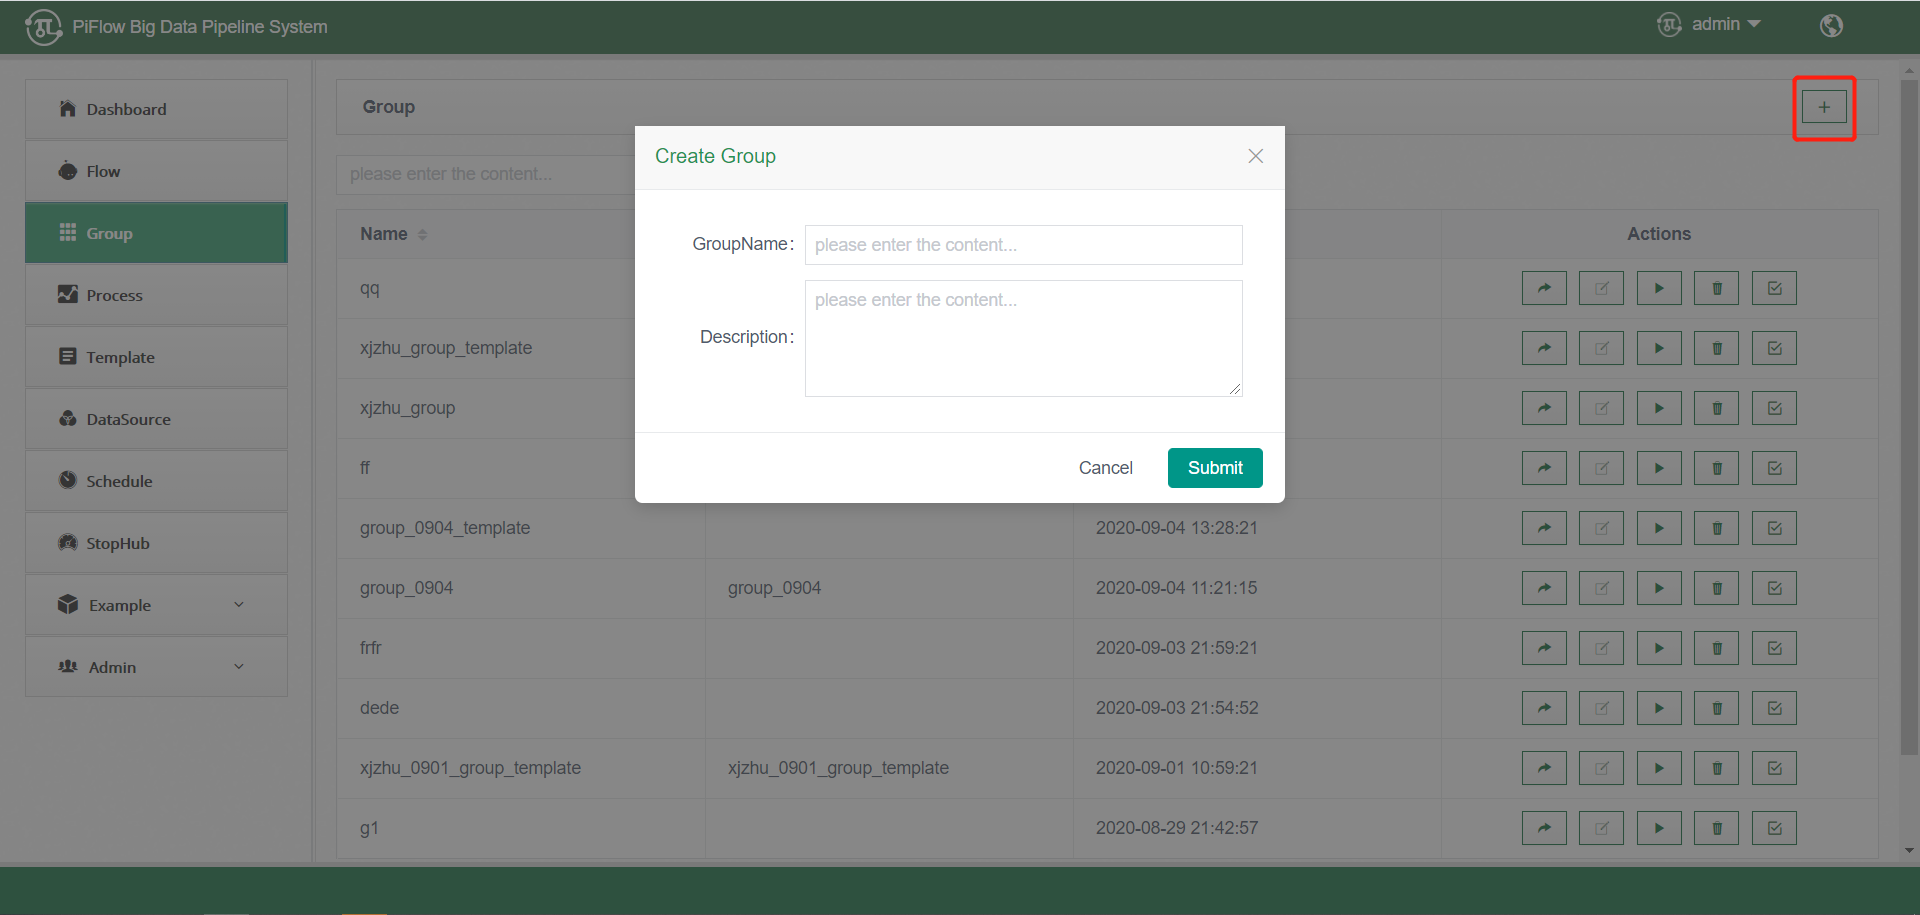 PiFlow Big Data Pipeline System
admin
Dashboard
Flow
Group
Process
Template
DataSource
Schedule
StopHub
Example
Admin
Group
+
please enter the content...
Create Group
GroupName:
please enter the content...
Description:
please enter the content...
Cancel
Submit
Name
Actions
qq
xjzhu_group_template
xjzhu_group
ff
group_0904_template
2020-09-04 13:28:21
group_0904
group_0904
2020-09-04 11:21:15
frfr
2020-09-03 21:59:21
dede
2020-09-03 21:54:52
xjzhu_0901_group_template
xjzhu_0901_group_template
2020-09-01 10:59:21
g1
2020-08-29 21:42:57